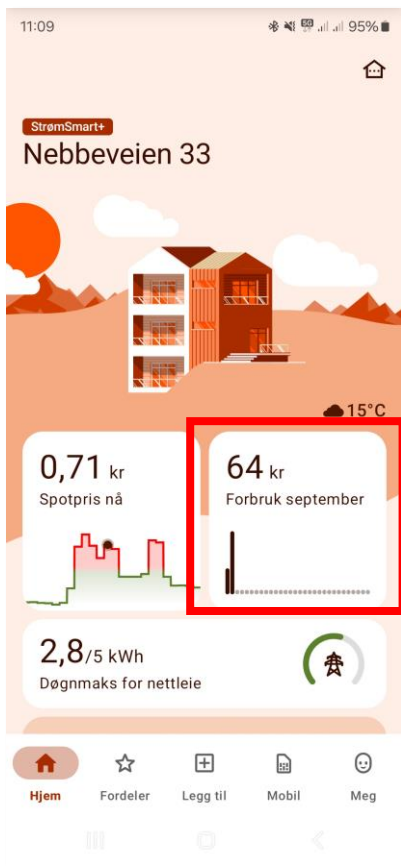 11:09
5G
95%
StrømSmart+
Nebbeveien 33
15°C
0,71 kr
Spotpris nå
64 kr
Forbruk september
2,8/5 kWh
Døgnmaks for nettleie
Hjem
Fordeler
Legg til
Mobil
Meg